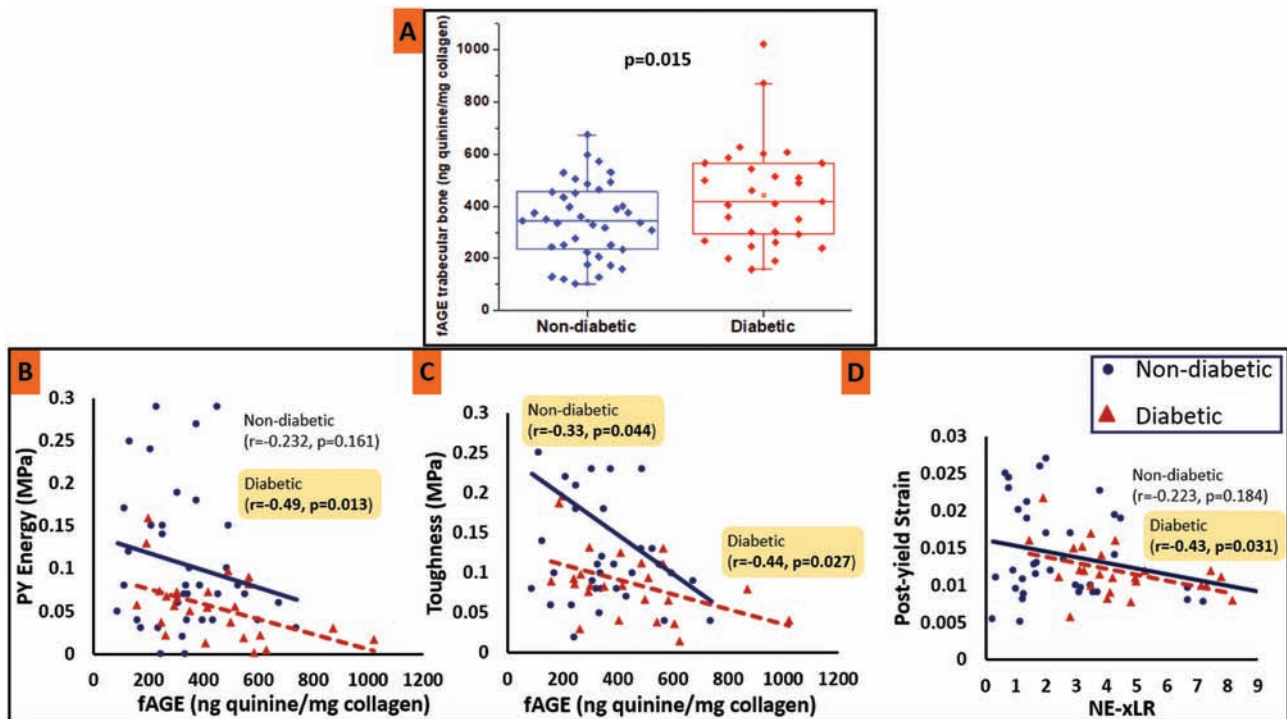 A
fAGE trabecular bone (ng quinine/mg collagen)
1000
800
600
400
200
0
p=0.015
Non-diabetic
Diabetic
B
PY Energy (MPa)
0.3
0.25
0.2
0.15
0.1
0.05
0
Non-diabetic
(r=-0.232, p=0.161)
Diabetic
(r=-0.49, p=0.013)
0 200 400 600 800 1000 1200
fAGE (ng quinine/mg collagen)
C
Toughness (MPa)
0.3
0.25
0.2
0.15
0.1
0.05
0
Non-diabetic
(r=-0.33, p=0.044)
Diabetic
(r=-0.44, p=0.027)
0 200 400 600 800 1000 1200
fAGE (ng quinine/mg collagen)
D
Non-diabetic
Diabetic
Post-yield Strain
0.03
0.025
0.02
0.015
0.01
0.005
0
Non-diabetic
(r=-0.223, p=0.184)
Diabetic
(r=-0.43, p=0.031)
0 1 2 3 4 5 6 7 8 9
NE-xLR